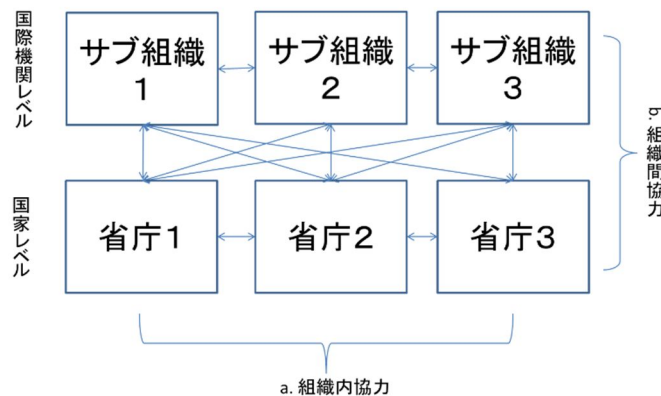 国際機関レベル
サブ組織
1
サブ組織
2
サブ組織
3
b. 組織間協力
国家レベル
省庁1
省庁2
省庁3
a. 組織内協力